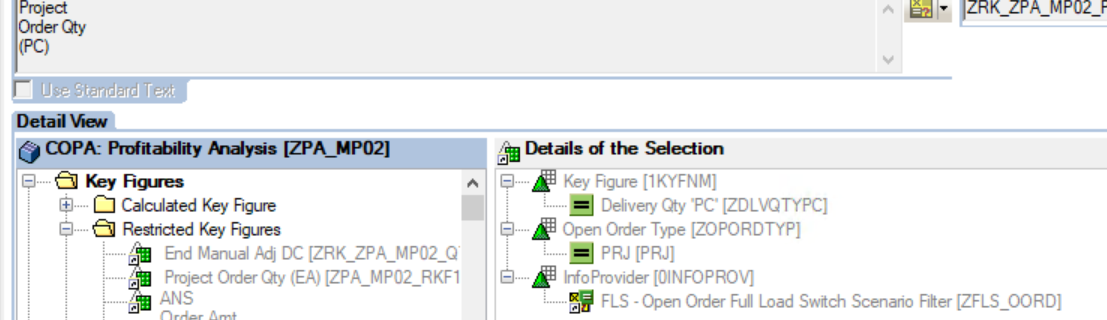 Project
Order Qty
(PC)
ZRK_ZPA_MP02_
Use Standard Text
Detail View
COPA: Profitability Analysis [ZPA_MP02]
Key Figures
Calculated Key Figure
Restricted Key Figures
End Manual Adj DC [ZRK_ZPA_MP02_Q
Project Order Qty (EA) [ZPA_MP02_RKF1
ANS
Order Amt
Details of the Selection
Key Figure [1KYFNM]
Delivery Qty 'PC' [ZDLVQTYPC]
Open Order Type [ZOPORDTYP]
PRJ [PRJ]
InfoProvider [0INFOPROV]
FLS - Open Order Full Load Switch Scenario Filter [ZFLS_OORD]